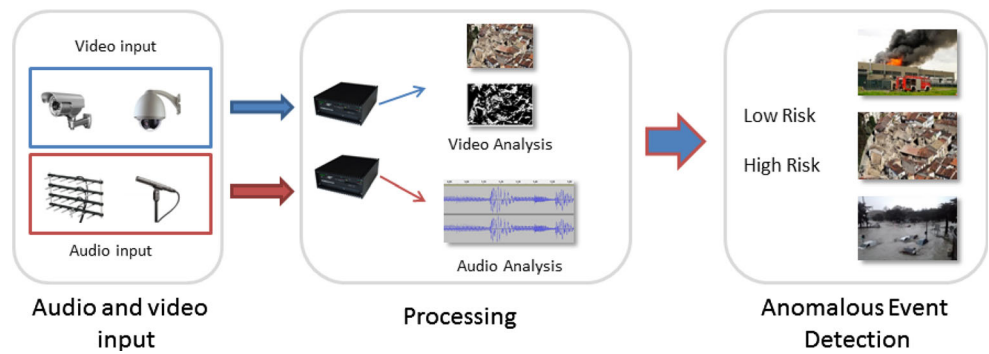 Video input
Audio input
Audio and video
input
Video Analysis
Audio Analysis
Processing
Low Risk
High Risk
Anomalous Event
Detection